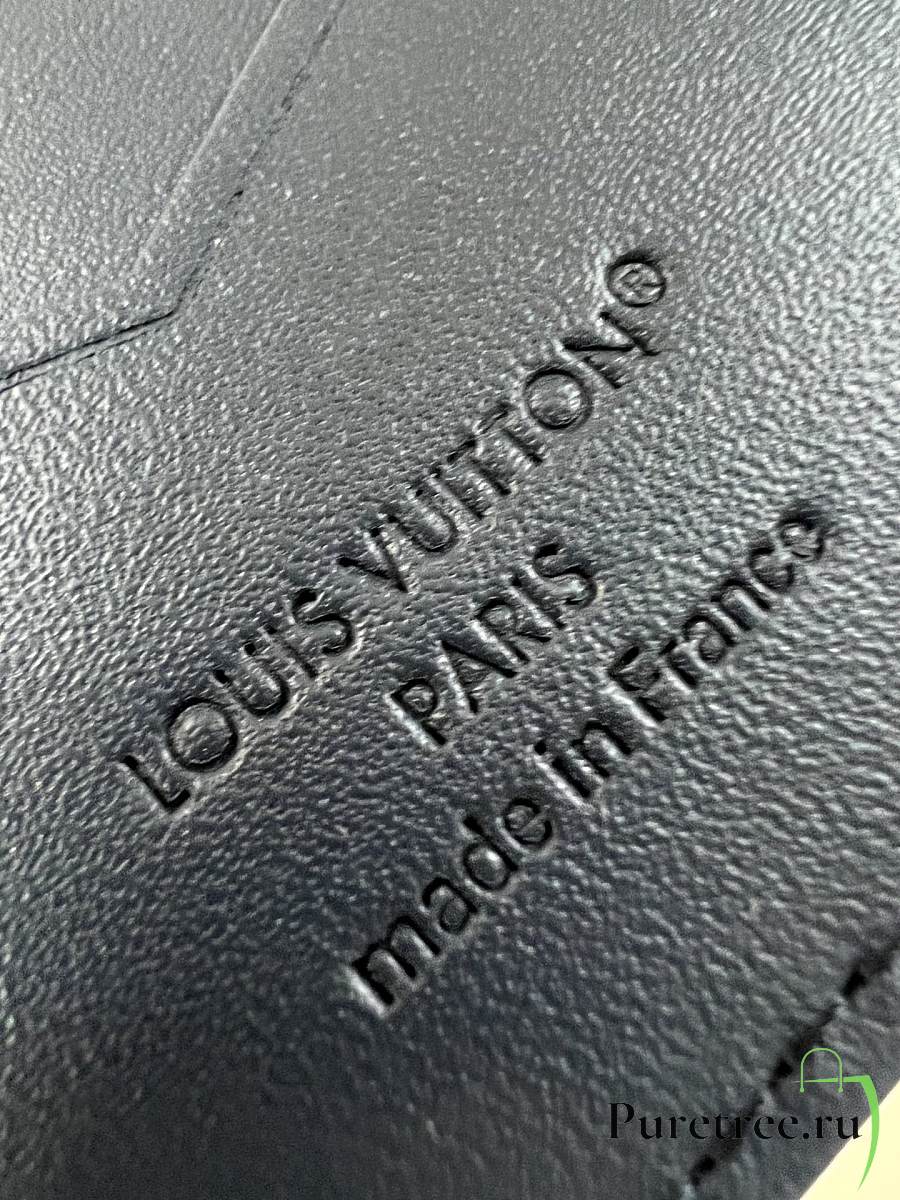 LOUIS VUITTON®
PARIS
made in France
Puretree.ru